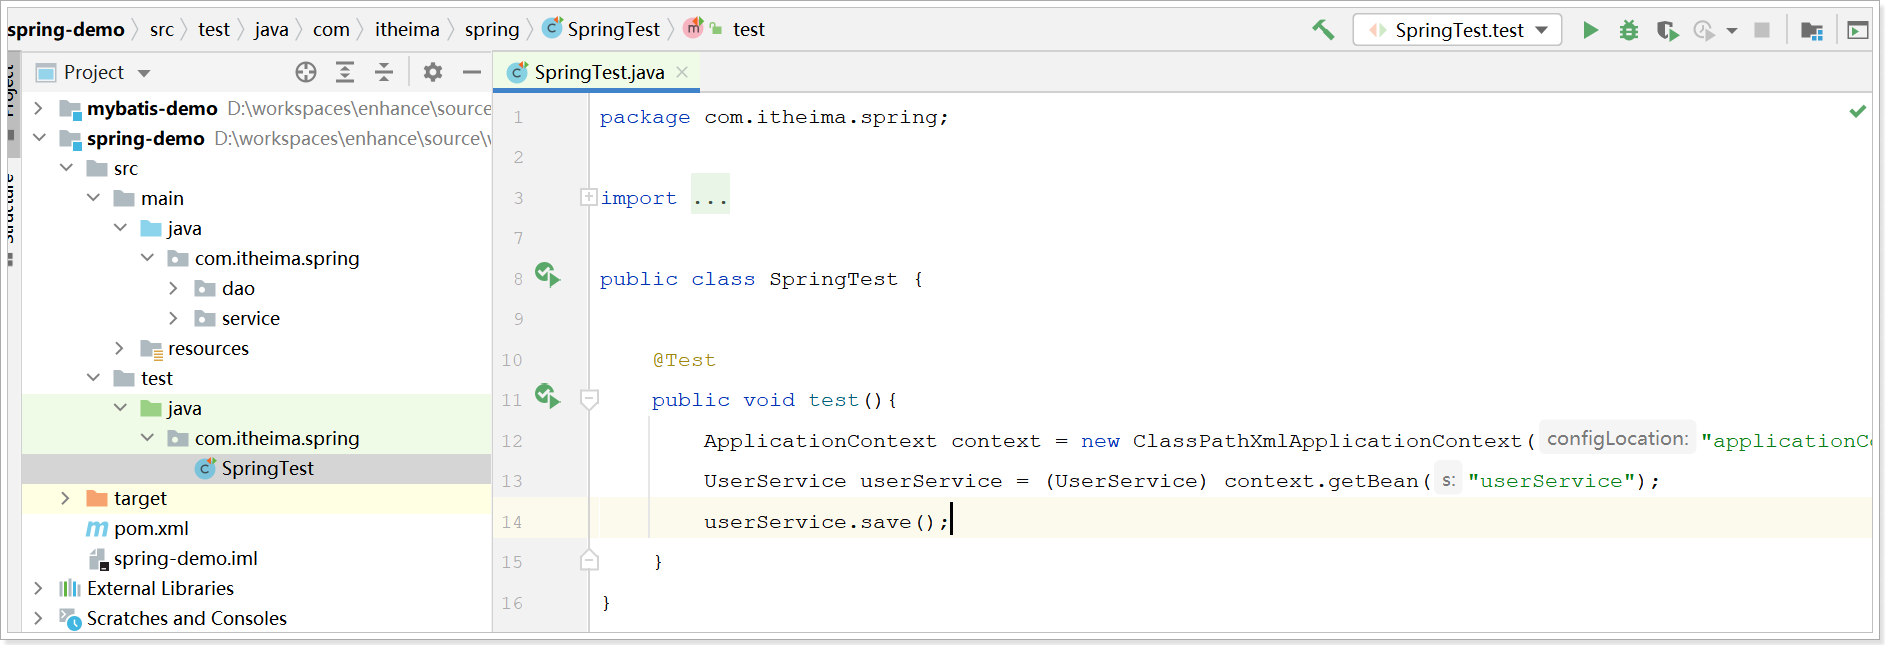 spring-demo src test java com itheima spring SpringTest test
SpringTest.test
Project
SpringTest.java
mybatis-demo D:\workspaces\enhance\source
spring-demo D:\workspaces\enhance\source\
src
main
java
com.itheima.spring
dao
service
resources
test
java
com.itheima.spring
SpringTest
target
pom.xml
spring-demo.iml
External Libraries
Scratches and Consoles
Project
Structure
1 package com.itheima.spring;
2
3 import ...
7
8 public class SpringTest {
9
10 @Test
11 public void test(){
12 ApplicationContext context = new ClassPathXmlApplicationContext( configLocation: "applicationC
13 UserService userService = (UserService) context.getBean( s: "userService");
14 userService.save();
15 }
16 }